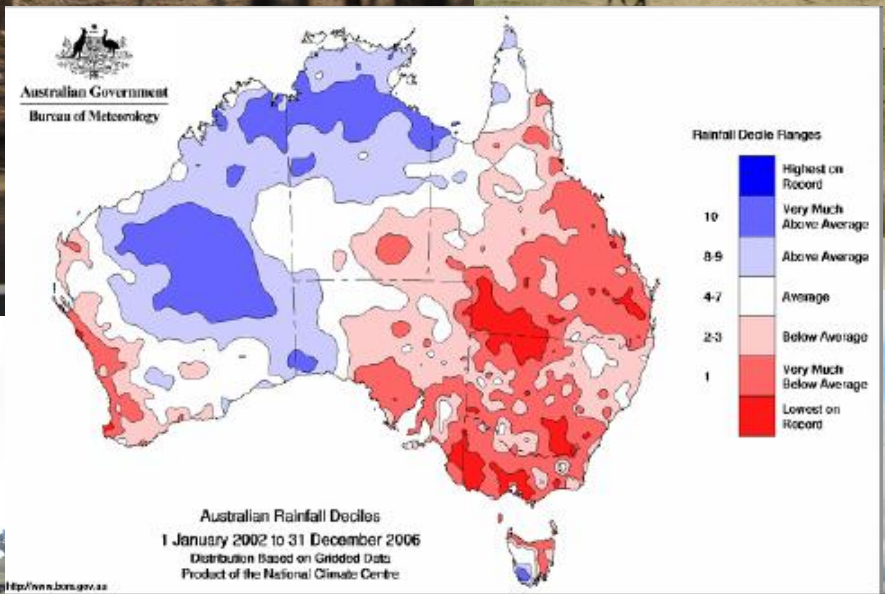 Australian Government
Bureau of Meteorology
Rainfall Decile Ranges
Highest on
Record
10
Very Much
Above Average
8-9
Above Average
4-7
Average
2-3
Below Average
1
Very Much
Below Average
Lowest on
Record
Australian Rainfall Deciles
1 January 2002 to 31 December 2006
Distribution Based on Gridded Data
Product of the National Climate Centre
http://www.bom.gov.au